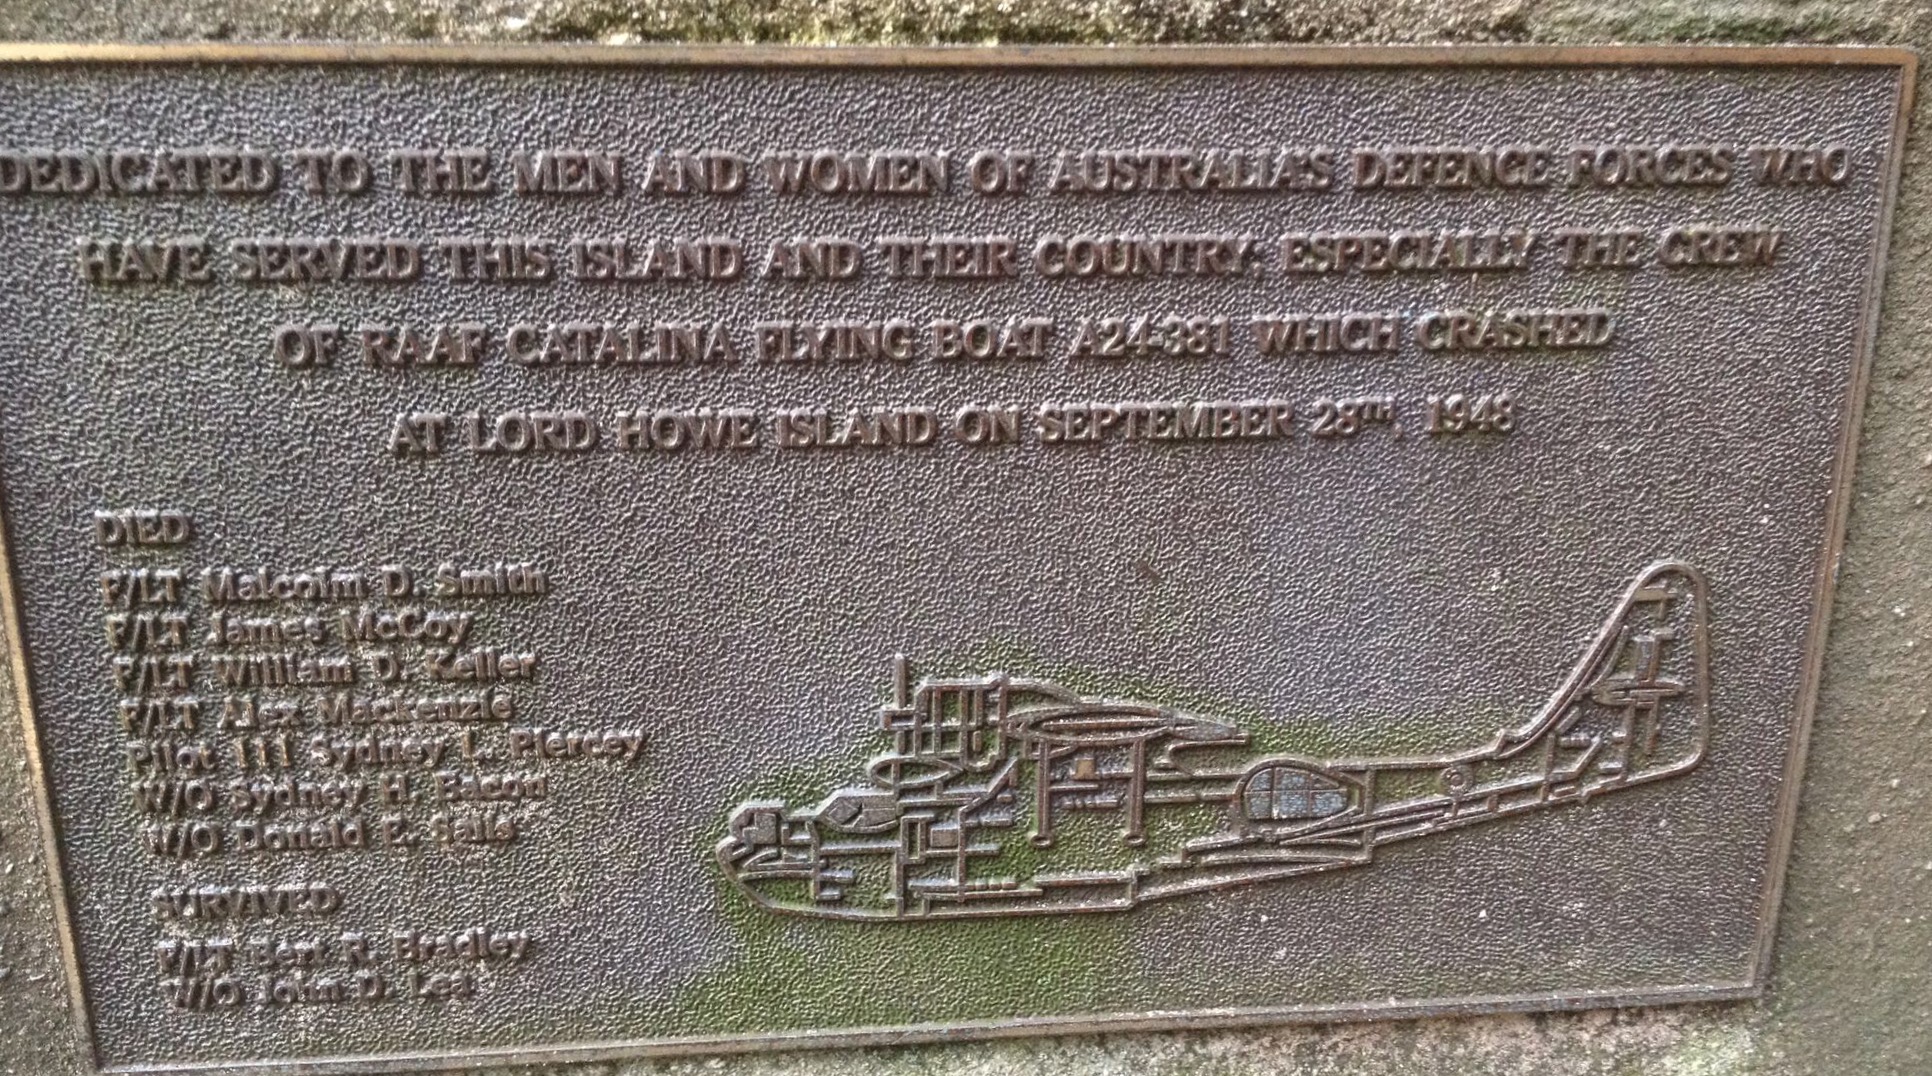 DEDICATED TO THE MEN AND WOMEN OF AUSTRALIA'S DEFENCE FORCES WHO
HAVE SERVED THIS ISLAND AND THEIR COUNTRY, ESPECIALLY THE CREW
OF RAAF CATALINA FLYING BOAT A24-381 WHICH CRASHED
AT LORD HOWE ISLAND ON SEPTEMBER 28TH, 1948
DIED
F/LT Malcolm D. Smith
F/LT James McCoy
F/LT William D. Keller
F/LT Alex Mackenzie
Pilot 111 Sydney L. Piercey
W/O Sydney H. Bacon
W/O Donald E. Salis
SURVIVED
F/LT Bert R. Bradley
W/O John D. Lea